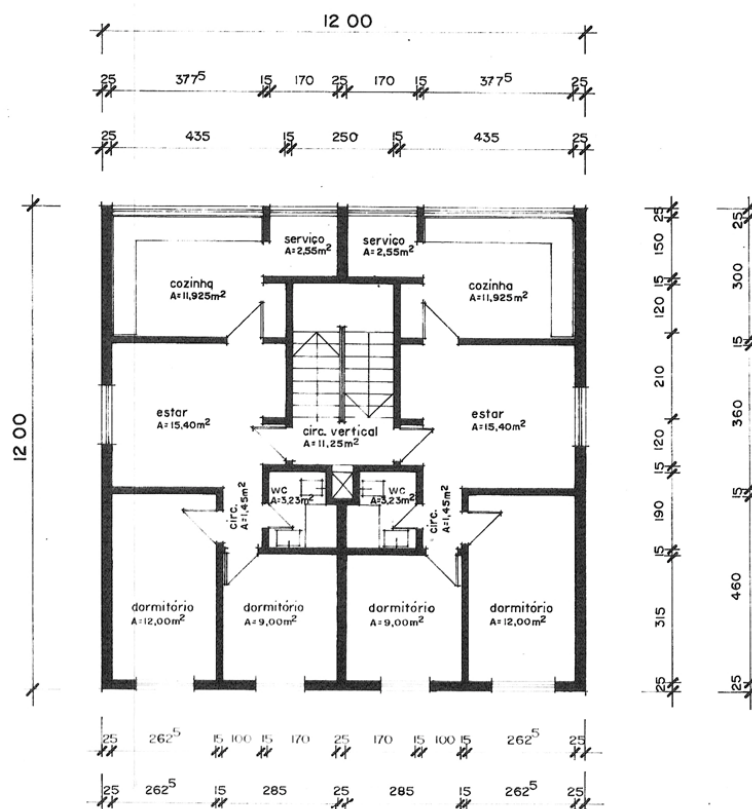 12 00
25 377⁵ 15 170 25 170 15 377⁵ 25
25 435 15 250 15 435 25
12 00
25 150 15 120 210 120 15 190 15 315 25
25 300 15 360 15 460 25
serviço
A=2,55m²
serviço
A=2,55m²
cozinha
A=11,925m²
cozinha
A=11,925m²
estar
A=15,40m²
estar
A=15,40m²
circ. vertical
A=11,25m²
wc
A=3,23m²
wc
A=3,23m²
circ.
A=1,45m²
circ.
A=1,45m²
dormitório
A=12,00m²
dormitório
A=9,00m²
dormitório
A=9,00m²
dormitório
A=12,00m²
25 262⁵ 15 100 15 170 25 170 15 100 15 262⁵ 25
25 262⁵ 15 285 25 285 15 262⁵ 25